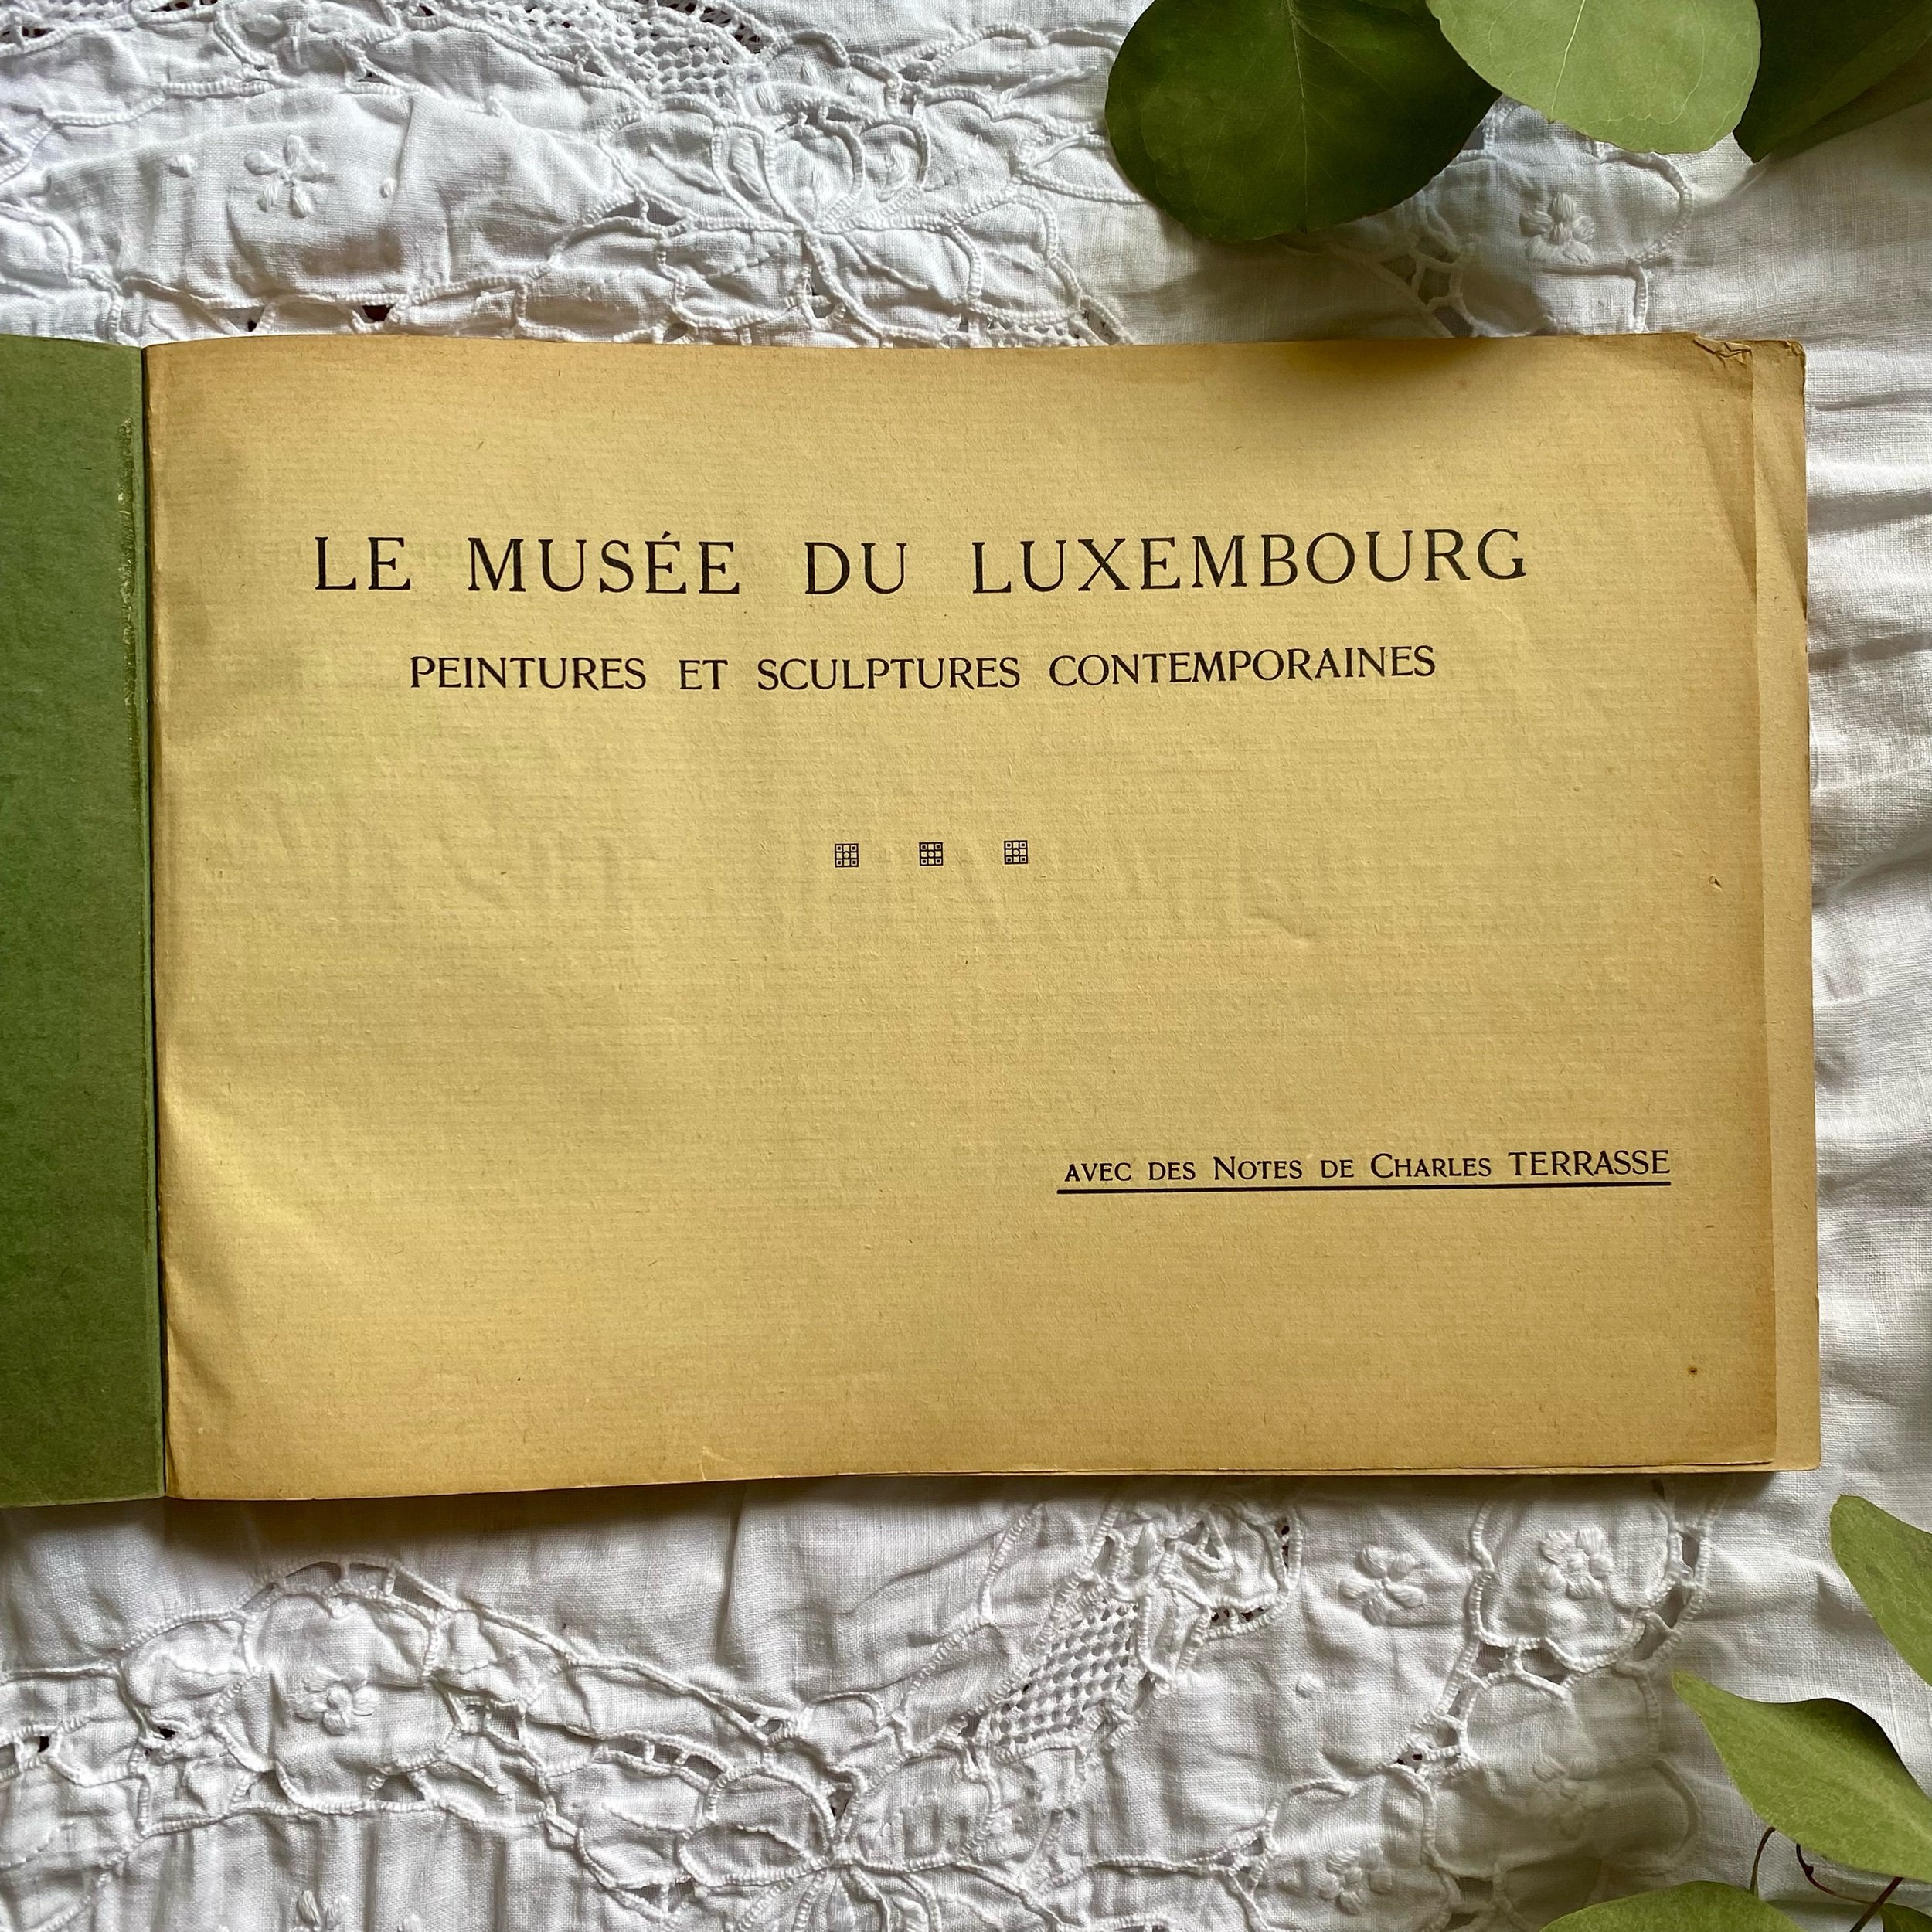 LE MUSÉE DU LUXEMBOURG
PEINTURES ET SCULPTURES CONTEMPORAINES
AVEC DES NOTES DE CHARLES TERRASSE